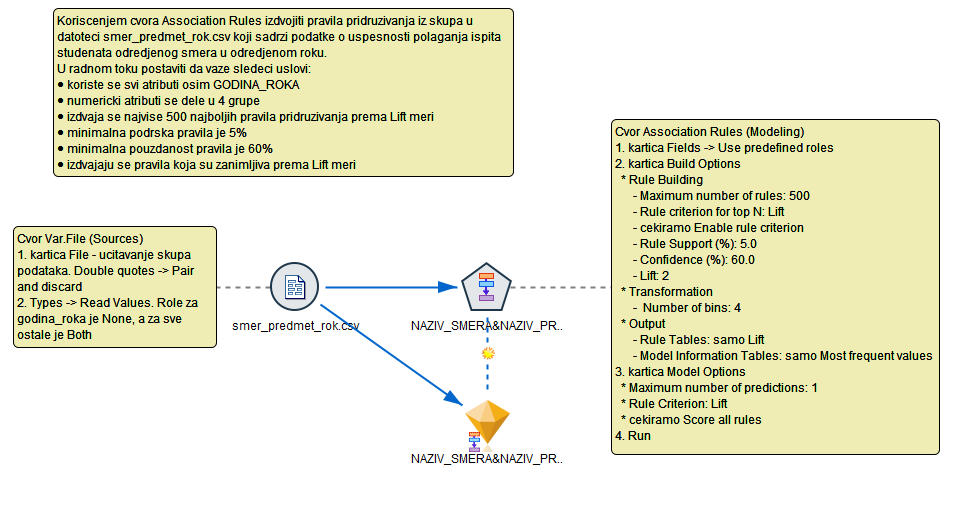 Koriscenjem cvora Association Rules izdvojiti pravila pridruzivanja iz skupa u
datoteci smer_predmet_rok.csv koji sadrzi podatke o uspesnosti polaganja ispita
studenata odredjenog smera u odredjenom roku.
U radnom toku postaviti da vaze sledeci uslovi:
● koriste se svi atributi osim GODINA_ROKA
● numericki atributi se dele u 4 grupe
● izdvaja se najvise 500 najboljih pravila pridruzivanja prema Lift meri
● minimalna podrska pravila je 5%
● minimalna pouzdanost pravila je 60%
● izdvajaju se pravila koja su zanimljiva prema Lift meri
Cvor Var.File (Sources)
1. kartica File - ucitavanje skupa
podataka. Double quotes -> Pair
and discard
2. Types -> Read Values. Role za
godina_roka je None, a za sve
ostale je Both
smer_predmet_rok.csv
NAZIV_SMERA&NAZIV_PR..
NAZIV_SMERA&NAZIV_PR..
Cvor Association Rules (Modeling)
1. kartica Fields -> Use predefined roles
2. kartica Build Options
* Rule Building
- Maximum number of rules: 500
- Rule criterion for top N: Lift
- cekiramo Enable rule criterion
- Rule Support (%): 5.0
- Confidence (%): 60.0
- Lift: 2
* Transformation
- Number of bins: 4
* Output
- Rule Tables: samo Lift
- Model Information Tables: samo Most frequent values
3. kartica Model Options
* Maximum number of predictions: 1
* Rule Criterion: Lift
* cekiramo Score all rules
4. Run